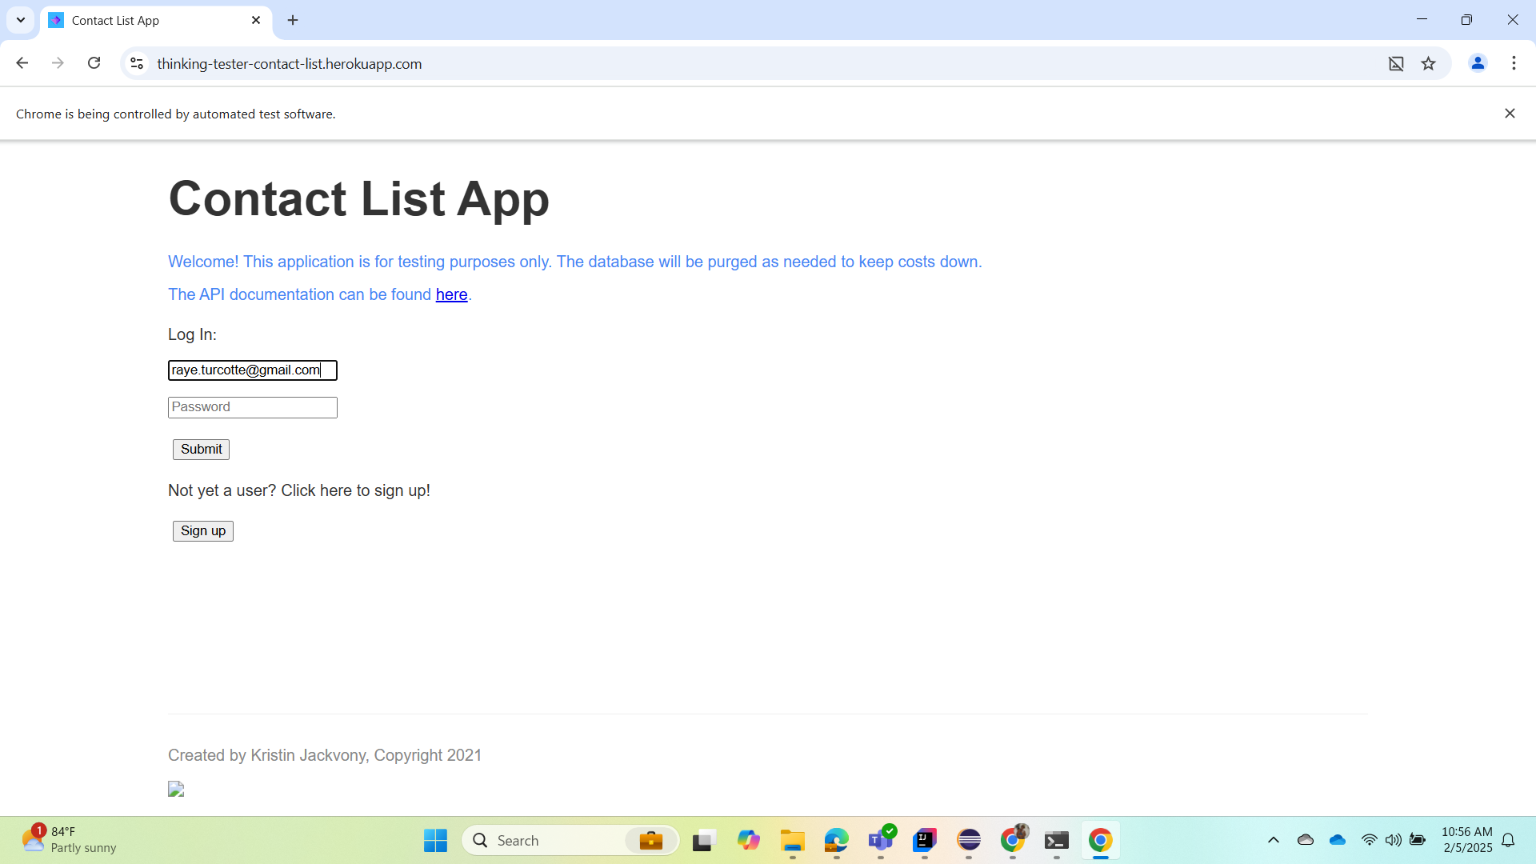 Contact List App
thinking-tester-contact-list.herokuapp.com
Chrome is being controlled by automated test software.
Contact List App
Welcome! This application is for testing purposes only. The database will be purged as needed to keep costs down.
The API documentation can be found here.
Log In:
raye.turcotte@gmail.com
Password
Submit
Not yet a user? Click here to sign up!
Sign up
Created by Kristin Jackvony, Copyright 2021
1
84°F
Partly sunny
Search
10:56 AM
2/5/2025